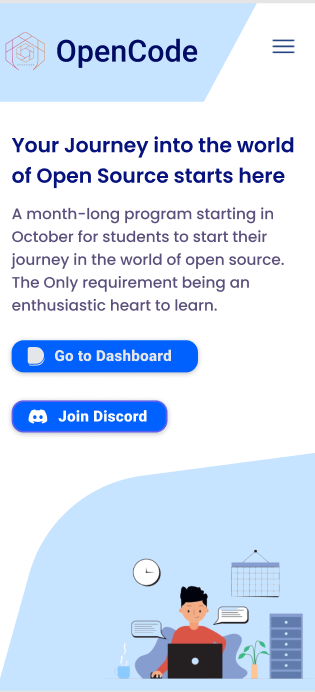 OpenCode
Your Journey into the world
of Open Source starts here
A month-long program starting in
October for students to start their
journey in the world of open source.
The Only requirement being an
enthusiastic heart to learn.
Go to Dashboard
Join Discord